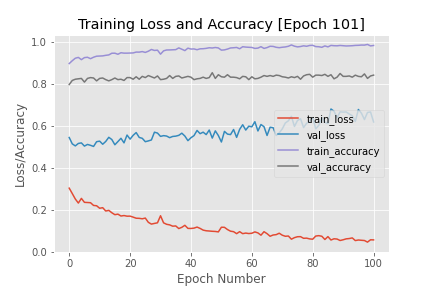 Training Loss and Accuracy [Epoch 101]
Loss/Accuracy
1.0
0.8
0.6
0.4
0.2
0.0
train_loss
val_loss
train_accuracy
val_accuracy
0 20 40 60 80 100
Epoch Number